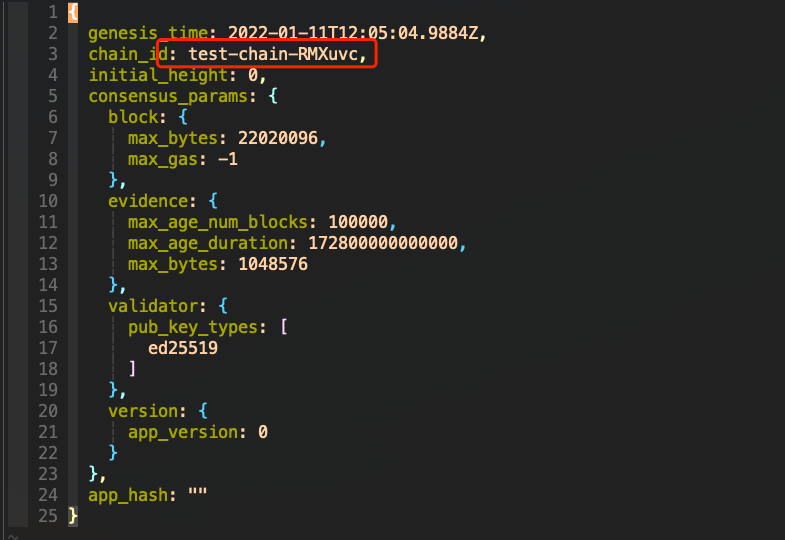 1 {
2 genesis_time: 2022-01-11T12:05:04.9884Z,
3 chain_id: test-chain-RMXuvc,
4 initial_height: 0,
5 consensus_params: {
6 block: {
7 max_bytes: 22020096,
8 max_gas: -1
9 },
10 evidence: {
11 max_age_num_blocks: 100000,
12 max_age_duration: 172800000000000,
13 max_bytes: 1048576
14 },
15 validator: {
16 pub_key_types: [
17 ed25519
18 ]
19 },
20 version: {
21 app_version: 0
22 }
23 },
24 app_hash: ""
25 }
~